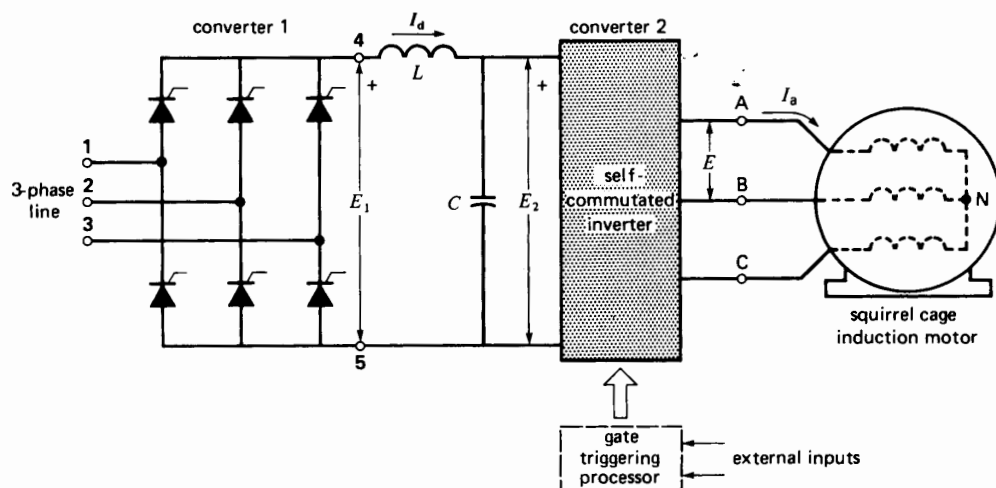 converter 1
4
I_d
L
+
converter 2
+
A
I_a
1
2
3
3-phase
line
E_1
C
E_2
self-
commutated
inverter
E
B
N
C
5
squirrel cage
induction motor
gate
triggering
processor
external inputs